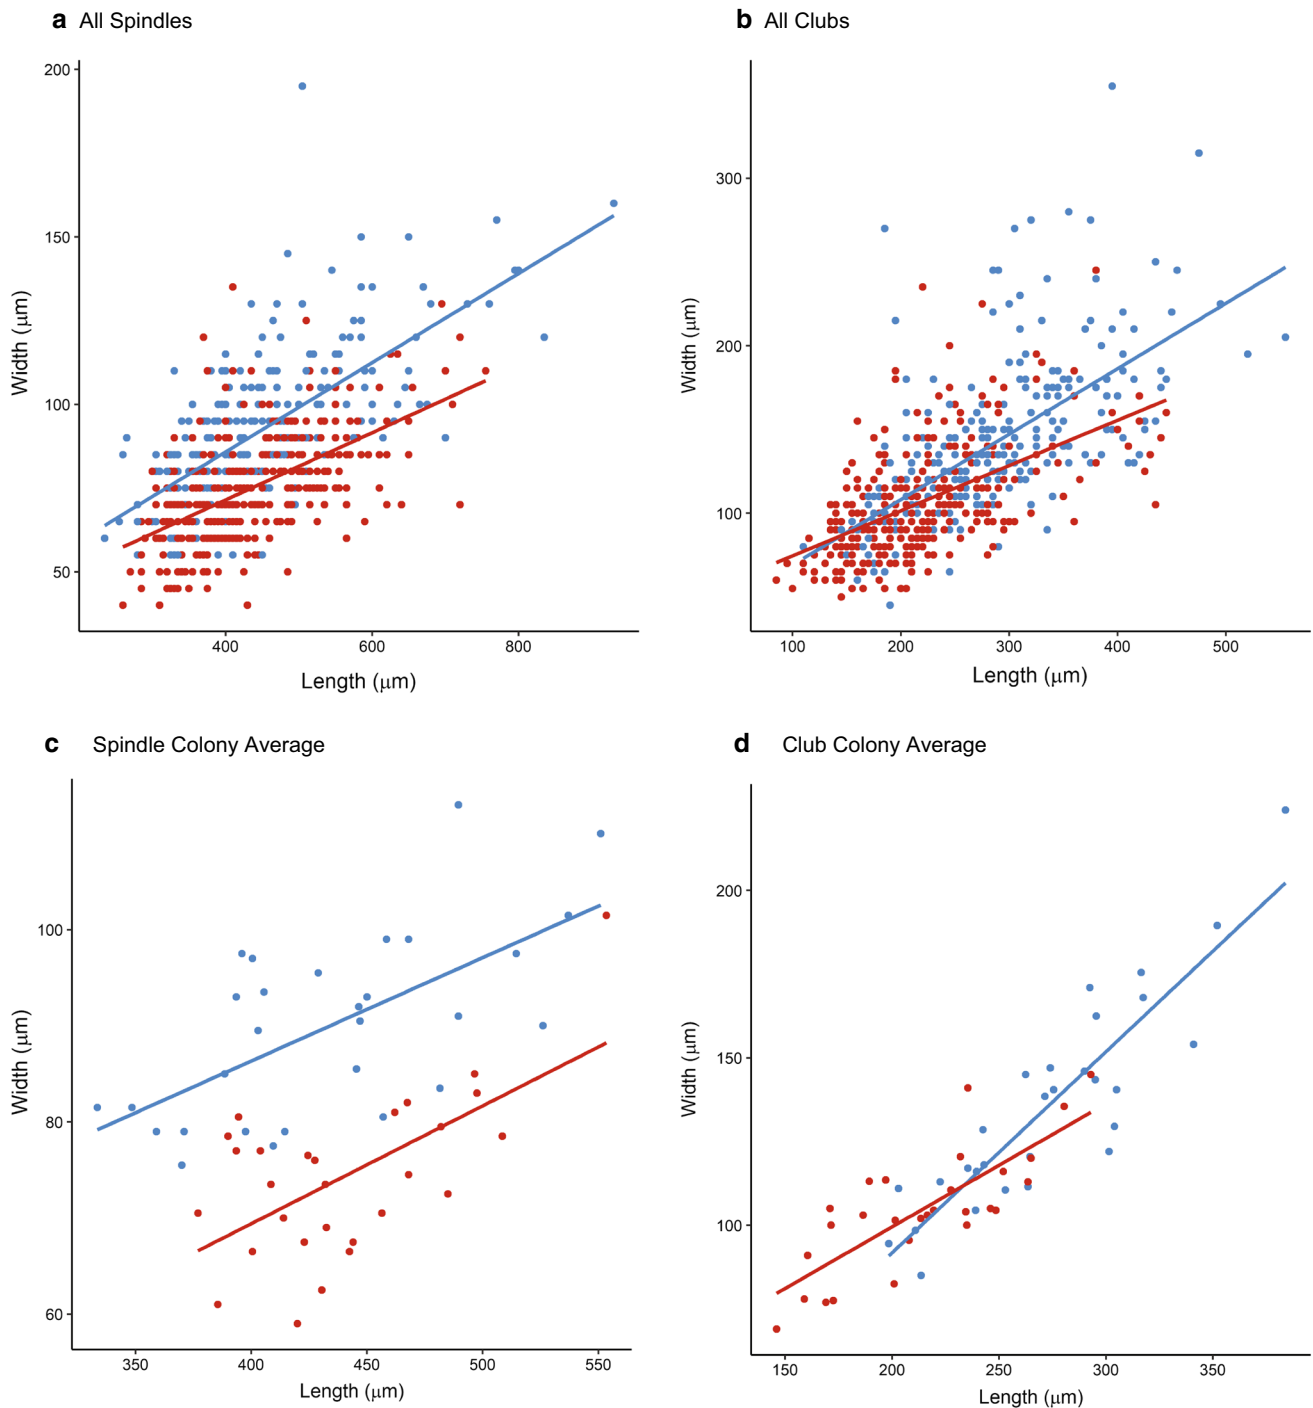 a All Spindles
200
150
100
50
Width (μm)
400 600 800
Length (μm)
b All Clubs
300
200
100
Width (μm)
100 200 300 400 500
Length (μm)
c Spindle Colony Average
100
80
60
Width (μm)
350 400 450 500 550
Length (μm)
d Club Colony Average
200
150
100
Width (μm)
150 200 250 300 350
Length (μm)